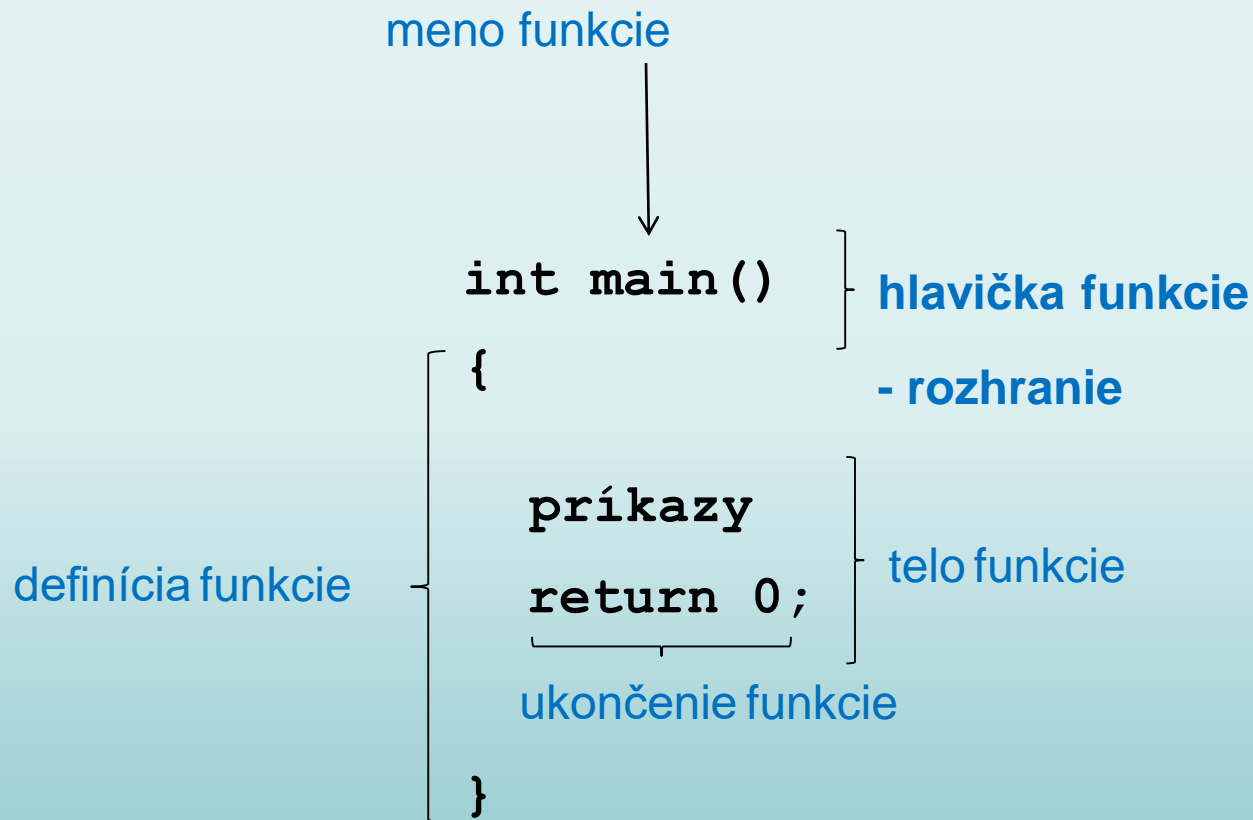 meno funkcie
int main()
hlavička funkcie
{
- rozhranie
príkazy
telo funkcie
definícia funkcie
return 0;
ukončenie funkcie
}